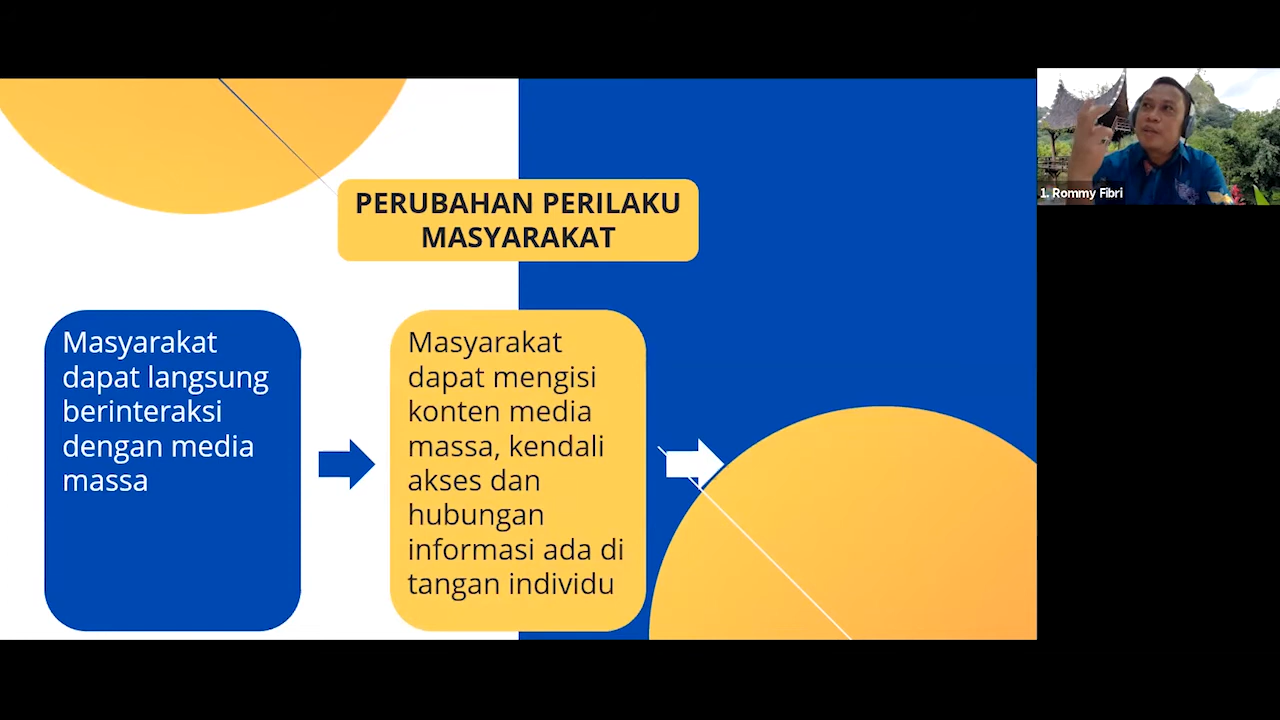 PERUBAHAN PERILAKU
MASYARAKAT
Masyarakat
dapat langsung
berinteraksi
dengan media
massa
Masyarakat
dapat mengisi
konten media
massa, kendali
akses dan
hubungan
informasi ada di
tangan individu
1. Rommy Fibri